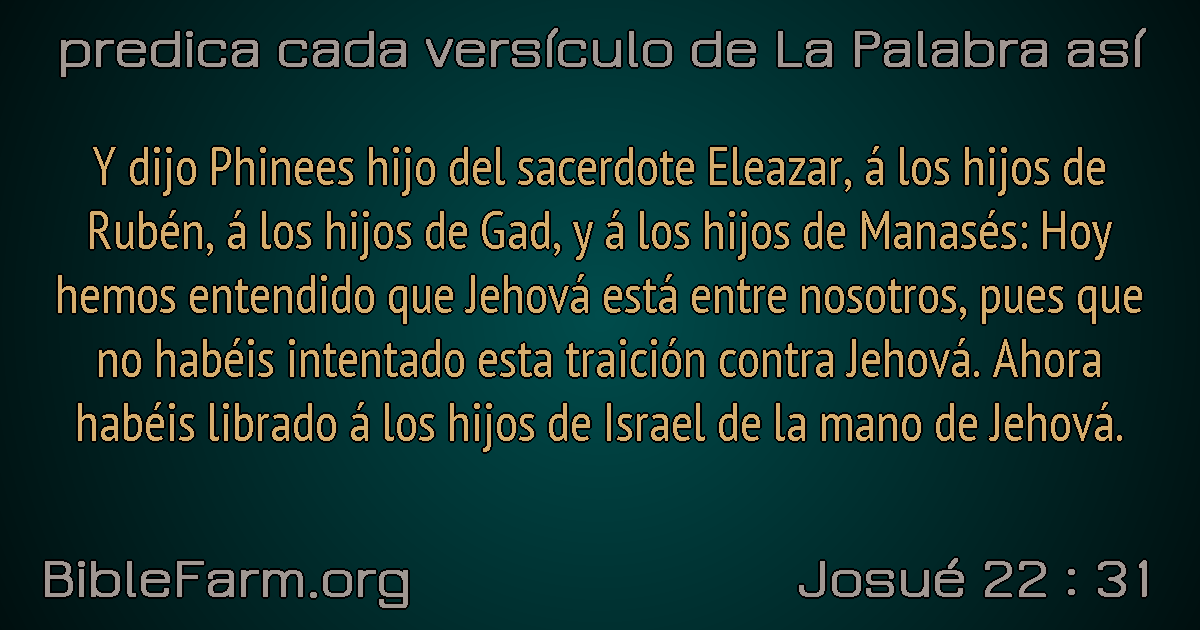 predica cada versículo de La Palabra así
Y dijo Phinees hijo del sacerdote Eleazar, á los hijos de
Rubén, á los hijos de Gad, y á los hijos de Manasés: Hoy
hemos entendido que Jehová está entre nosotros, pues que
no habéis intentado esta traición contra Jehová. Ahora
habéis librado á los hijos de Israel de la mano de Jehová.
BibleFarm.org
Josué 22 : 31